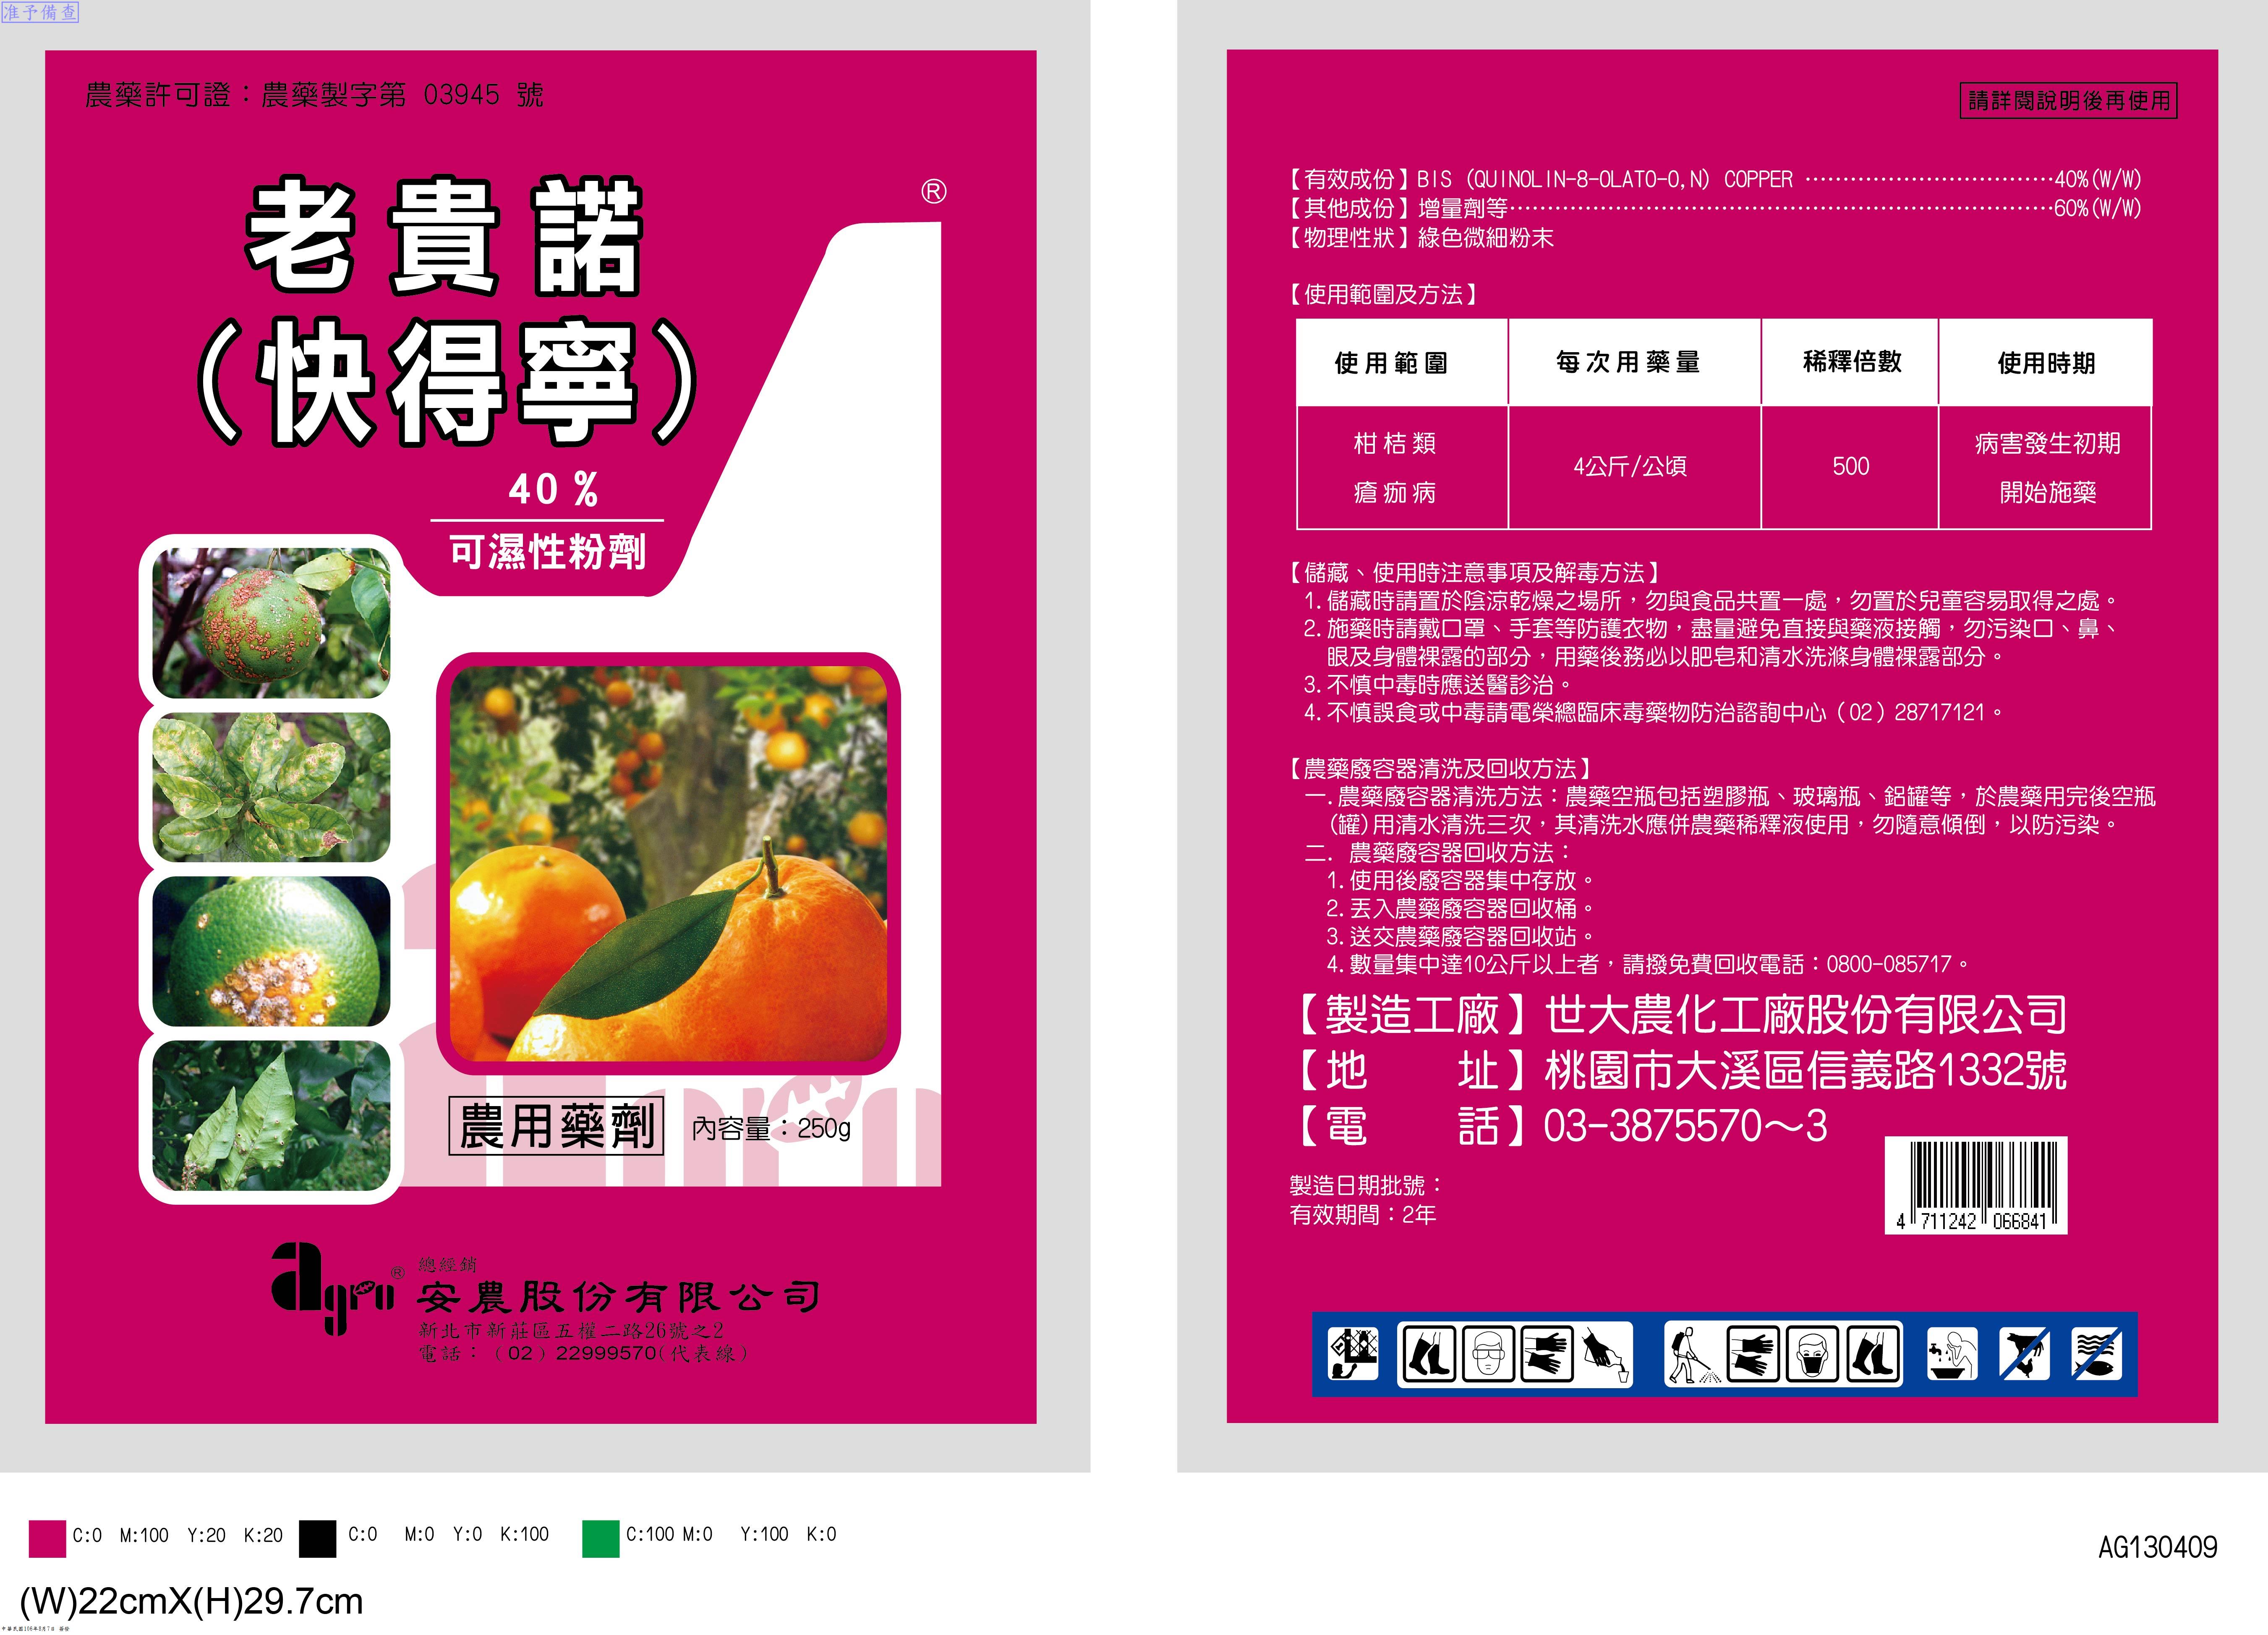 准予備查
農藥許可證：農藥製字第 03945 號
老貴諾
®
（快得寧）
40%
可濕性粉劑
農用藥劑
內容量：250g
agro®
總經銷
安農股份有限公司
新北市新莊區五權二路26號之2
電話：（02）22999570(代表線)
請詳閱說明後再使用
【有效成份】BIS (QUINOLIN-8-OLATO-O,N) COPPER ································40%(W/W)
【其他成份】增量劑等········································································60%(W/W)
【物理性狀】綠色微細粉末
【使用範圍及方法】
使用範圍 每次用藥量 稀釋倍數 使用時期
柑桔類 瘡痂病 4公斤/公頃 500 病害發生初期 開始施藥
【儲藏、使用時注意事項及解毒方法】
1.儲藏時請置於陰涼乾燥之場所，勿與食品共置一處，勿置於兒童容易取得之處。
2.施藥時請戴口罩、手套等防護衣物，盡量避免直接與藥液接觸，勿污染口、鼻、
眼及身體裸露的部分，用藥後務必以肥皂和清水洗滌身體裸露部分。
3.不慎中毒時應送醫診治。
4.不慎誤食或中毒請電榮總臨床毒藥物防治諮詢中心（02）28717121。
【農藥廢容器清洗及回收方法】
一.農藥廢容器清洗方法：農藥空瓶包括塑膠瓶、玻璃瓶、鋁罐等，於農藥用完後空瓶
(罐)用清水清洗三次，其清洗水應併農藥稀釋液使用，勿隨意傾倒，以防污染。
二. 農藥廢容器回收方法：
1.使用後廢容器集中存放。
2.丟入農藥廢容器回收桶。
3.送交農藥廢容器回收站。
4.數量集中達10公斤以上者，請撥免費回收電話：0800-085717。
【製造工廠】世大農化工廠股份有限公司
【地 址】桃園市大溪區信義路1332號
【電 話】03-3875570～3
製造日期批號：
有效期間：2年
4 711242 066841
C:0 M:100 Y:20 K:20 C:0 M:0 Y:0 K:100 C:100 M:0 Y:100 K:0
AG130409
(W)22cmX(H)29.7cm